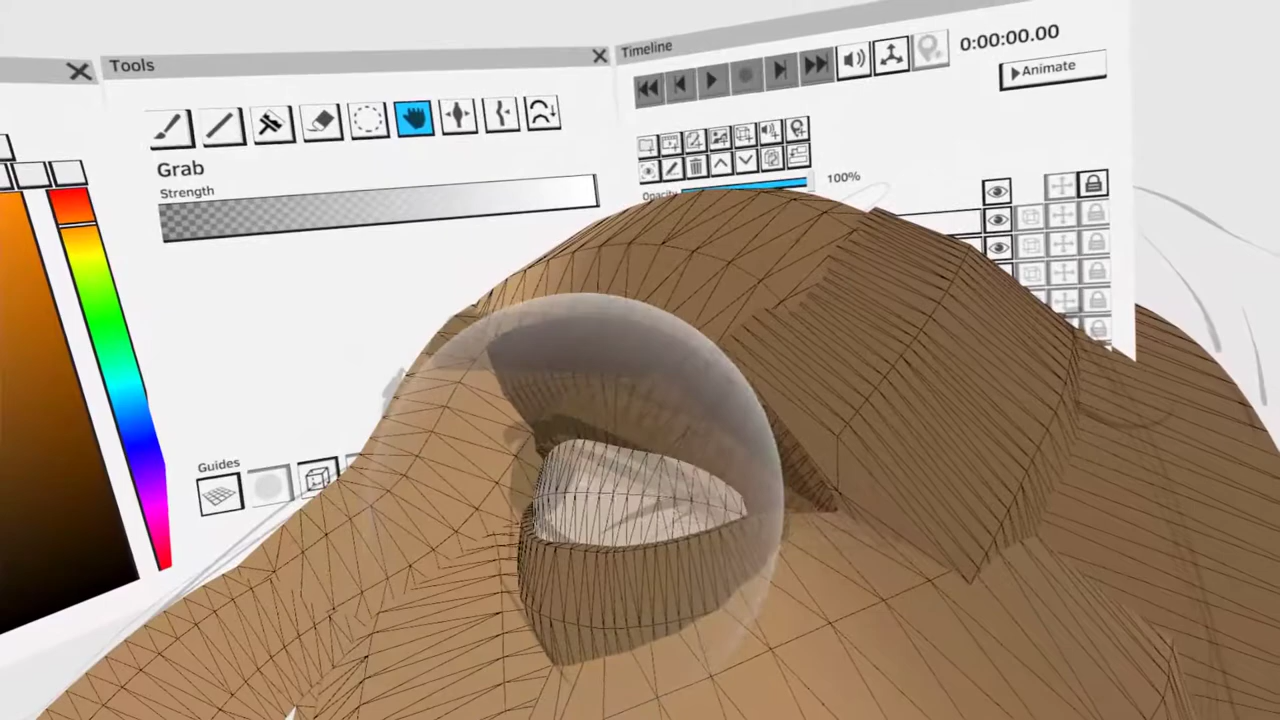 Tools
Timeline
0:00:00.00
Animate
Grab
Strength
Opacity
100%
Guides